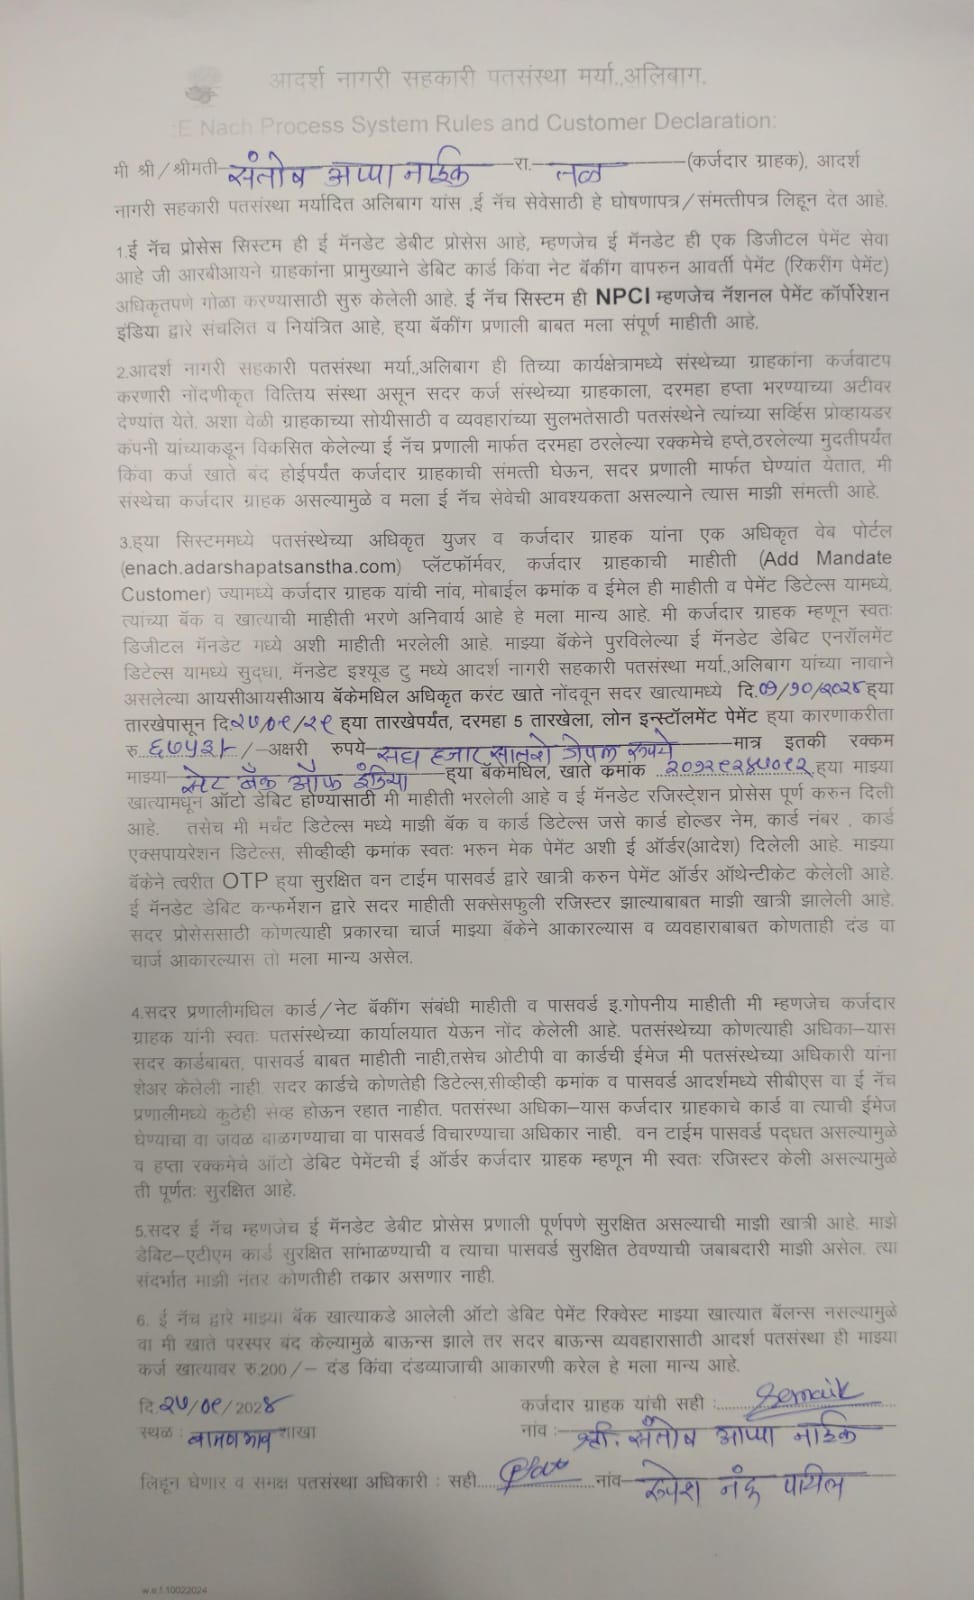 आदर्श नागरी सहकारी पतसंस्था मर्या.,अलिबाग.
:E Nach Process System Rules and Customer Declaration:
मी श्री/श्रीमती संतोष आप्पा नाईक रा. तळ (कर्जदार ग्राहक), आदर्श
नागरी सहकारी पतसंस्था मर्यादित अलिबाग यांस ,ई नॅच सेवेसाठी हे घोषणापत्र/संमत्तीपत्र लिहून देत आहे.
1.ई नॅच प्रोसेस सिस्टम ही ई मॅनडेट डेबीट प्रोसेस आहे, म्हणजेच ई मॅनडेट ही एक डिजीटल पेमेंट सेवा
आहे जी आरबीआयने ग्राहकांना प्रामुख्याने डेबिट कार्ड किंवा नेट बॅकींग वापरुन आवर्ती पेमेंट (रिकरींग पेमेंट)
अधिकृतपणे गोळा करण्यासाठी सुरु केलेली आहे. ई नॅच सिस्टम ही NPCI म्हणजेच नॅशनल पेमेंट कॉर्पोरेशन
इंडिया द्वारे संचलित व नियंत्रित आहे, ह्या बॅकींग प्रणाली बाबत मला संपूर्ण माहीती आहे.
2.आदर्श नागरी सहकारी पतसंस्था मर्या.,अलिबाग ही तिच्या कार्यक्षेत्रामध्ये संस्थेच्या ग्राहकांना कर्जवाटप
करणारी नोंदणीकृत वित्तिय संस्था असून सदर कर्ज संस्थेच्या ग्राहकाला, दरमहा हप्ता भरण्याच्या अटीवर
देण्यांत येते. अशा वेळी ग्राहकाच्या सोयीसाठी व व्यवहारांच्या सुलभतेसाठी पतसंस्थेने त्यांच्या सर्व्हिस प्रोव्हायडर
कंपनी यांच्याकडून विकसित केलेल्या ई नॅच प्रणाली मार्फत दरमहा ठरलेल्या रक्कमेचे हप्ते,ठरलेल्या मुदतीपर्यंत
किंवा कर्ज खाते बंद होईपर्यंत कर्जदार ग्राहकाची संमत्ती घेऊन, सदर प्रणाली मार्फत घेण्यांत येतात, मी
संस्थेचा कर्जदार ग्राहक असल्यामुळे व मला ई नॅच सेवेची आवश्यकता असल्याने त्यास माझी संमत्ती आहे.
3.ह्या सिस्टममध्ये पतसंस्थेच्या अधिकृत युजर व कर्जदार ग्राहक यांना एक अधिकृत वेब पोर्टल
(enach.adarshapatsanstha.com) प्लॅटफॉर्मवर, कर्जदार ग्राहकाची माहीती (Add Mandate
Customer) ज्यामध्ये कर्जदार ग्राहक यांची नांव, मोबाईल क्रमांक व ईमेल ही माहीती व पेमेंट डिटेल्स यामध्ये,
त्यांच्या बॅक व खात्याची माहीती भरणे अनिवार्य आहे हे मला मान्य आहे. मी कर्जदार ग्राहक म्हणून स्वतः
डिजीटल मॅनडेट मध्ये अशी माहीती भरलेली आहे. माझ्या बॅकेने पुरविलेल्या ई मॅनडेट डेबिट एनरॉलमेंट
डिटेल्स यामध्ये सुद्धा, मॅनडेट इश्यूड टु मध्ये आदर्श नागरी सहकारी पतसंस्था मर्या.,अलिबाग यांच्या नावाने
असलेल्या आयसीआयसीआय बॅकेमधिल अधिकृत करंट खाते नोंदवून सदर खात्यामध्ये दि.०१/१०/२०२४ ह्या
तारखेपासून दि.२७/०९/२९ ह्या तारखेपर्यंत, दरमहा 5 तारखेला, लोन इन्स्टॉलमेंट पेमेंट ह्या कारणाकरीता
रु ६७५३/- /-अक्षरी रुपये सहा हजार सातशे त्रेपन्न रुपये मात्र इतकी रक्कम
माझ्या स्टेट बँक ऑफ इंडिया ह्या बॅकेमधिल, खाते क्रमांक २०१२९२४५०१२ ह्या माझ्या
खात्यामधून ऑटो डेबिट होण्यासाठी मी माहीती भरलेली आहे व ई मॅनडेट रजिस्ट्रेशन प्रोसेस पूर्ण करुन दिली
आहे. तसेच मी मर्चंट डिटेल्स मध्ये माझी बॅक व कार्ड डिटेल्स जसे कार्ड होल्डर नेम, कार्ड नंबर , कार्ड
एक्सपायरेशन डिटेल्स, सीव्हीव्ही क्रमांक स्वतः भरुन मेक पेमेंट अशी ई ऑर्डर(आदेश) दिलेली आहे. माझ्या
बॅकेने त्वरीत OTP ह्या सुरक्षित वन टाईम पासवर्ड द्वारे खात्री करुन पेमेंट ऑर्डर ऑथेन्टीकेट केलेली आहे.
ई मॅनडेट डेबिट कन्फर्मेशन द्वारे सदर माहीती सक्सेसफुली रजिस्टर झाल्याबाबत माझी खात्री झालेली आहे.
सदर प्रोसेससाठी कोणत्याही प्रकारचा चार्ज माझ्या बॅकेने आकारल्यास व व्यवहाराबाबत कोणताही दंड वा
चार्ज आकारल्यास तो मला मान्य असेल.
4.सदर प्रणालीमधिल कार्ड/नेट बॅकींग संबंधी माहीती व पासवर्ड इ.गोपनीय माहीती मी म्हणजेच कर्जदार
ग्राहक यांनी स्वतः पतसंस्थेच्या कार्यालयात येऊन नोंद केलेली आहे. पतसंस्थेच्या कोणत्याही अधिका–यास
सदर कार्डबाबत, पासवर्ड बाबत माहीती नाही,तसेच ओटीपी वा कार्डची ईमेज मी पतसंस्थेच्या अधिकारी यांना
शेअर केलेली नाही. सदर कार्डचे कोणतेही डिटेल्स,सीव्हीव्ही क्रमांक व पासवर्ड आदर्शमध्ये सीबीएस वा ई नॅच
प्रणालीमध्ये कुठेही सेव्ह होऊन रहात नाहीत. पतसंस्था अधिका–यास कर्जदार ग्राहकाचे कार्ड वा त्याची ईमेज
घेण्याचा वा जवळ बाळगण्याचा वा पासवर्ड विचारण्याचा अधिकार नाही. वन टाईम पासवर्ड पद्धत असल्यामुळे
व हप्ता रक्कमेचे ऑटो डेबिट पेमेंटची ई ऑर्डर कर्जदार ग्राहक म्हणून मी स्वतः रजिस्टर केली असल्यामुळे
ती पूर्णतः सुरक्षित आहे.
5.सदर ई नॅच म्हणजेच ई मॅनडेट डेबीट प्रोसेस प्रणाली पूर्णपणे सुरक्षित असल्याची माझी खात्री आहे. माझे
डेबिट–एटीएम कार्ड सुरक्षित सांभाळण्याची व त्याचा पासवर्ड सुरक्षित ठेवण्याची जबाबदारी माझी असेल. त्या
संदर्भात माझी नंतर कोणतीही तक्रार असणार नाही.
6. ई नॅच द्वारे माझ्या बॅक खात्याकडे आलेली ऑटो डेबिट पेमेंट रिक्वेस्ट माझ्या खात्यात बॅलन्स नसल्यामुळे
वा मी खाते परस्पर बंद केल्यामुळे बाऊन्स झाले तर सदर बाऊन्स व्यवहारासाठी आदर्श पतसंस्था ही माझ्या
कर्ज खात्यावर रु.200/– दंड किंवा दंडव्याजाची आकारणी करेल हे मला मान्य आहे.
दि.२७/०९/2024 कर्जदार ग्राहक यांची सही :
स्थळ : शाखा नांव : श्री. संतोष आप्पा नाईक
लिहून घेणार व समक्ष पतसंस्था अधिकारी : सही नांव रुपेश नंदू पाटील
w.e.f.10022024